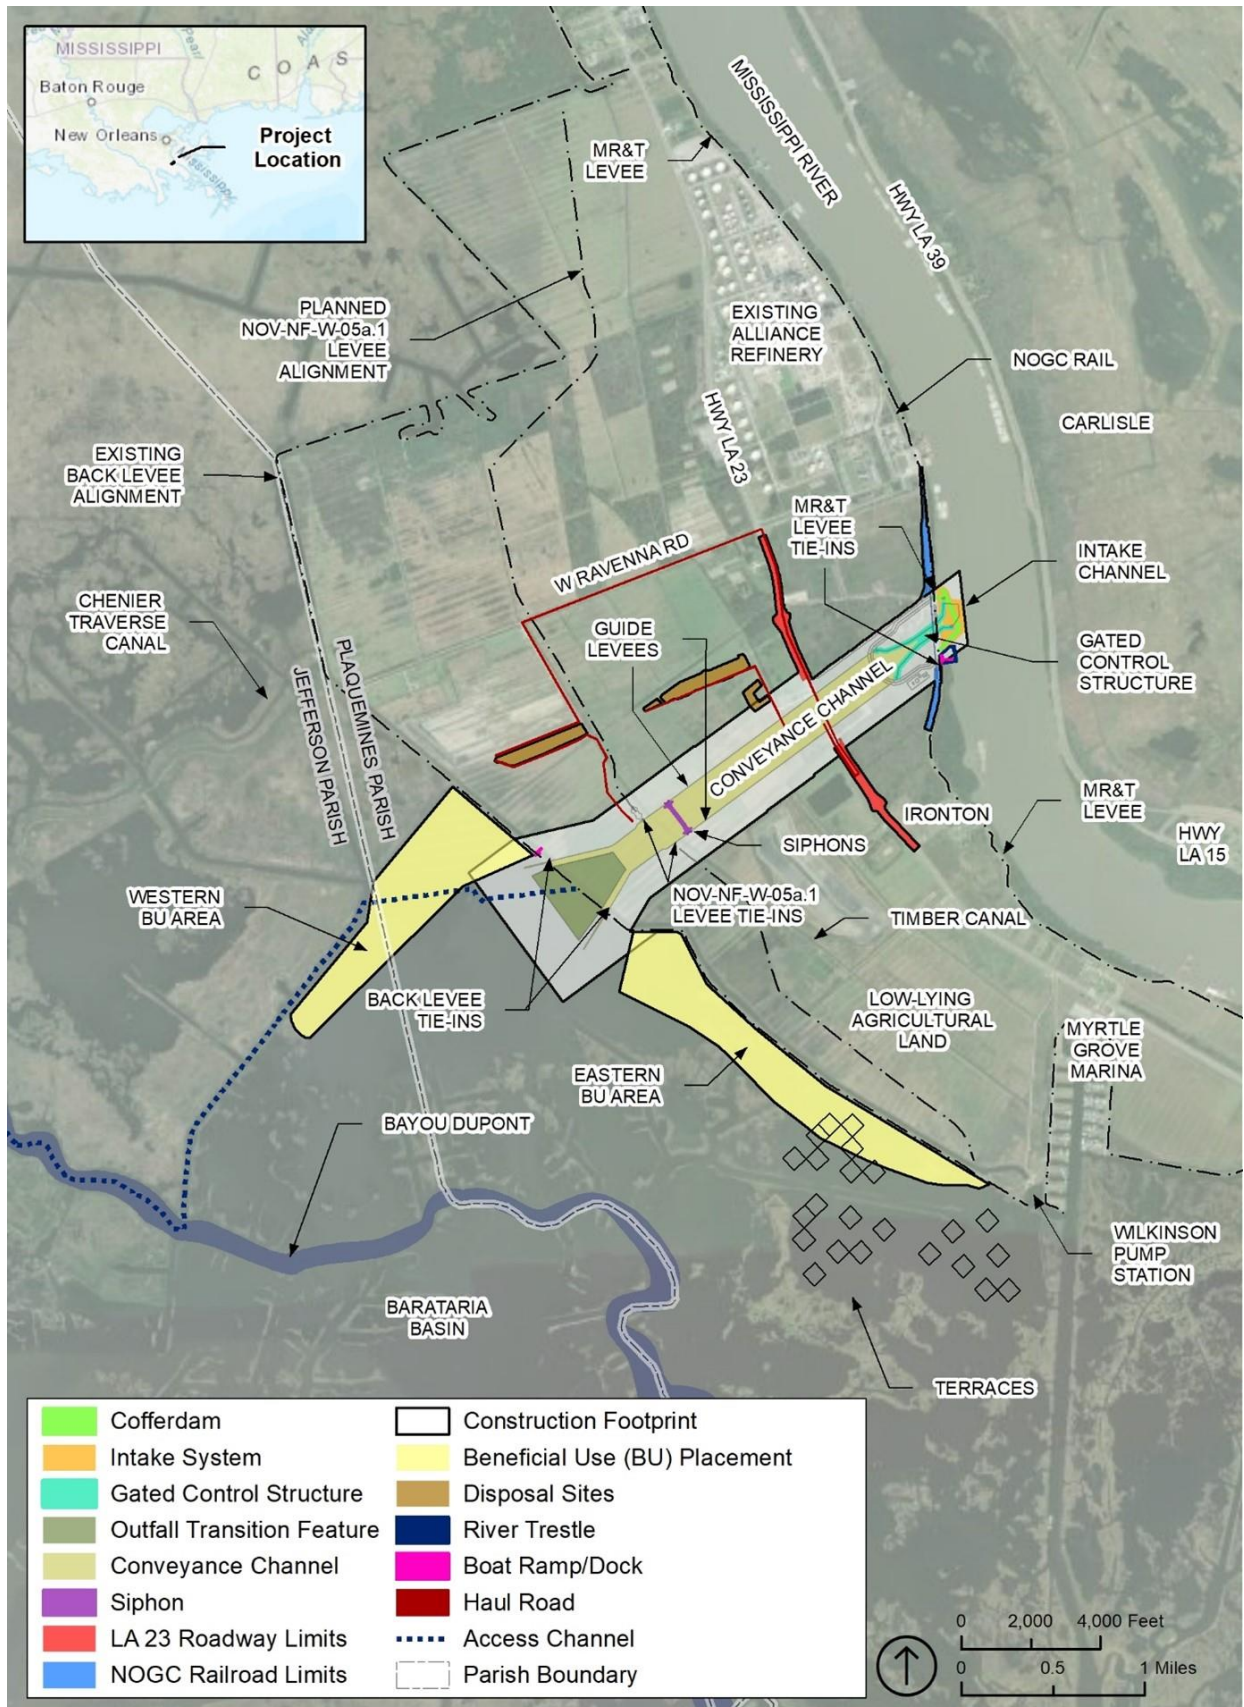 MISSISSIPPI
Pearl
Ala
C O A S
Baton Rouge
New Orleans
Mississippi
Project
Location
MR&T
LEVEE
MISSISSIPPI RIVER
HWY LA 39
PLANNED
NOV-NF-W-05a.1
LEVEE
ALIGNMENT
EXISTING
ALLIANCE
REFINERY
NOGC RAIL
HWY LA 23
CARLISLE
EXISTING
BACK LEVEE
ALIGNMENT
MR&T
LEVEE
TIE-INS
W RAVENNA RD
INTAKE
CHANNEL
CHENIER
TRAVERSE
CANAL
GUIDE
LEVEES
GATED
CONTROL
STRUCTURE
PLAQUEMINES PARISH
JEFFERSON PARISH
CONVEYANCE CHANNEL
MR&T
LEVEE
IRONTON
HWY
LA 15
SIPHONS
WESTERN
BU AREA
NOV-NF-W-05a.1
LEVEE TIE-INS
TIMBER CANAL
BACK LEVEE
TIE-INS
LOW-LYING
AGRICULTURAL
LAND
MYRTLE
GROVE
MARINA
EASTERN
BU AREA
BAYOU DUPONT
WILKINSON
PUMP
STATION
BARATARIA
BASIN
TERRACES
Cofferdam
Intake System
Gated Control Structure
Outfall Transition Feature
Conveyance Channel
Siphon
LA 23 Roadway Limits
NOGC Railroad Limits
Construction Footprint
Beneficial Use (BU) Placement
Disposal Sites
River Trestle
Boat Ramp/Dock
Haul Road
Access Channel
Parish Boundary
0 2,000 4,000 Feet
0 0.5 1 Miles